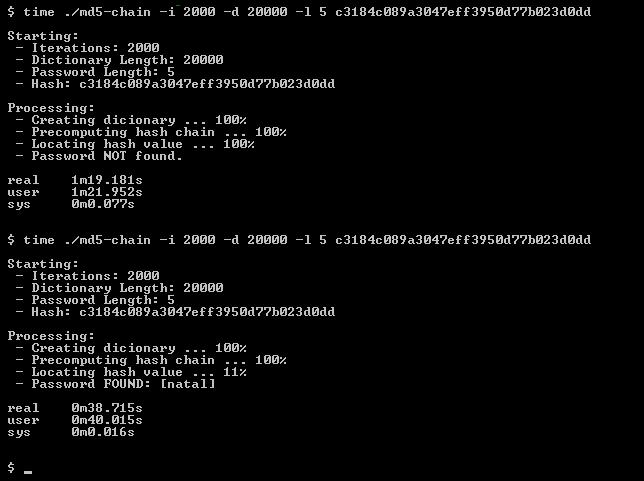 $ time ./md5-chain -i 2000 -d 20000 -l 5 c3184c089a3047eff3950d77b023d0dd
Starting:
- Iterations: 2000
- Dictionary Length: 20000
- Password Length: 5
- Hash: c3184c089a3047eff3950d77b023d0dd
Processing:
- Creating dicionary ... 100%
- Precomputing hash chain ... 100%
- Locating hash value ... 100%
- Password NOT found.
real 1m19.181s
user 1m21.952s
sys 0m0.077s
$ time ./md5-chain -i 2000 -d 20000 -l 5 c3184c089a3047eff3950d77b023d0dd
Starting:
- Iterations: 2000
- Dictionary Length: 20000
- Password Length: 5
- Hash: c3184c089a3047eff3950d77b023d0dd
Processing:
- Creating dicionary ... 100%
- Precomputing hash chain ... 100%
- Locating hash value ... 11%
- Password FOUND: [natal]
real 0m38.715s
user 0m40.015s
sys 0m0.016s
$ _